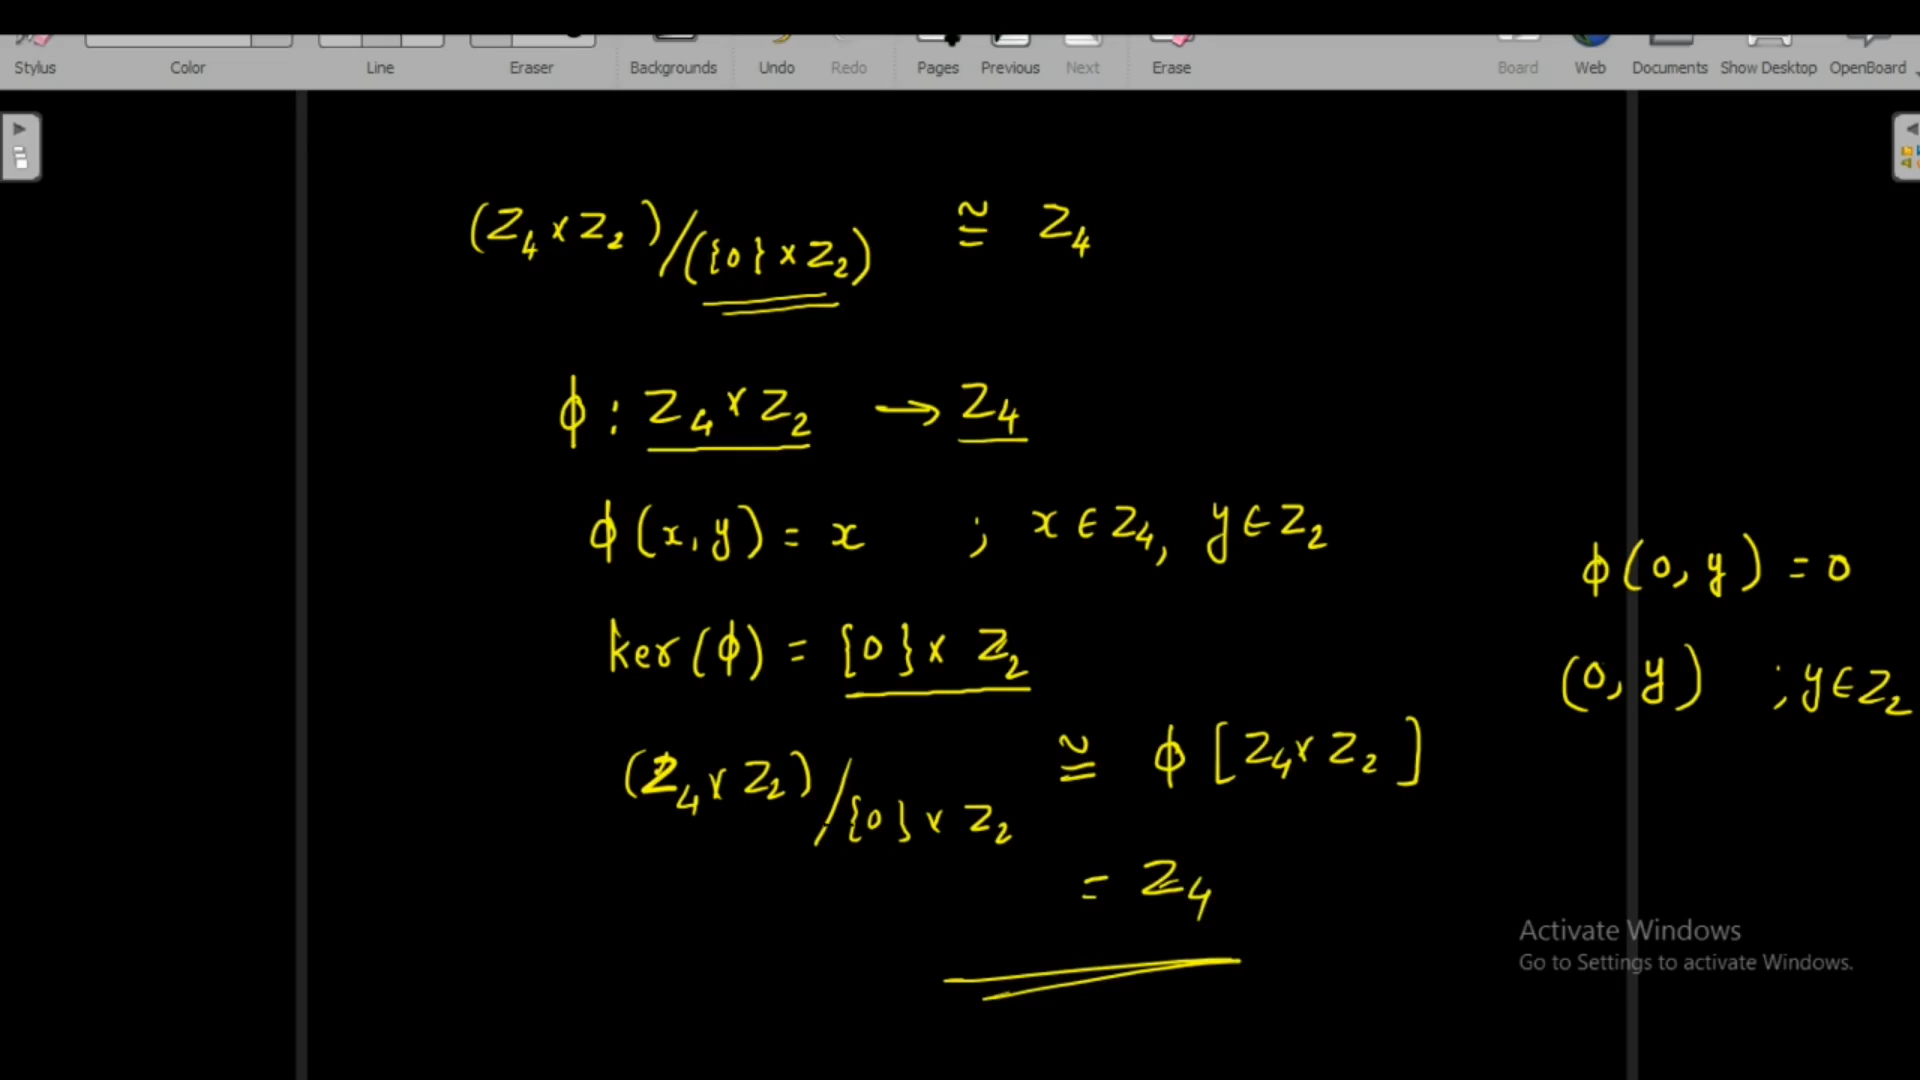 Stylus Color Line Eraser Backgrounds Undo Redo Pages Previous Next Erase Board Web Documents Show Desktop OpenBoard
(Z₄ × Z₂)/({0} × Z₂) ≅ Z₄
ϕ : Z₄ × Z₂ → Z₄
ϕ(x, y) = x ; x ∈ Z₄, y ∈ Z₂
ker(ϕ) = {0} × Z₂
(Z₄ × Z₂)/{0} × Z₂ ≅ ϕ[Z₄ × Z₂]
= Z₄
ϕ(0, y) = 0
(0, y) ; y ∈ Z₂
Activate Windows
Go to Settings to activate Windows.